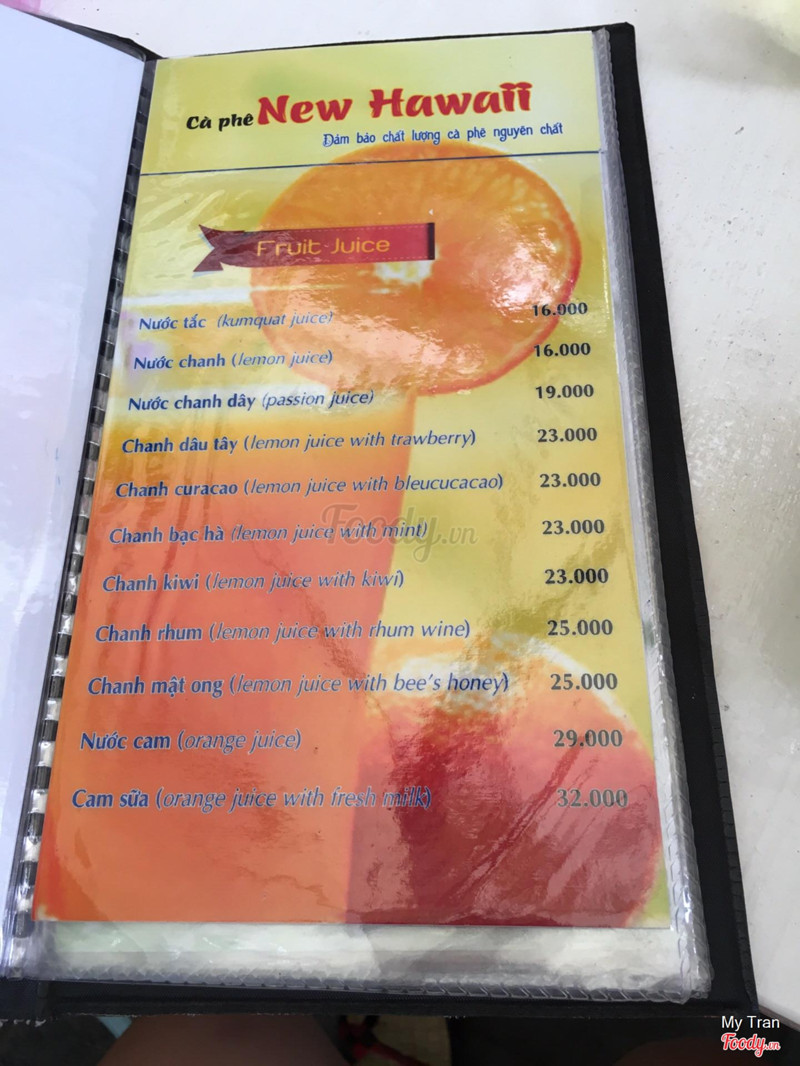 Cà phê New Hawaii
Đảm bảo chất lượng cà phê nguyên chất
Fruit Juice
Nước tắc (kumquat juice) 16.000
Nước chanh (lemon juice) 16.000
Nước chanh dây (passion juice) 19.000
Chanh dâu tây (lemon juice with trawberry) 23.000
Chanh curacao (lemon juice with bleucucacao) 23.000
Chanh bạc hà (lemon juice with mint) 23.000
Chanh kiwi (lemon juice with kiwi) 23.000
Chanh rhum (lemon juice with rhum wine) 25.000
Chanh mật ong (lemon juice with bee's honey) 25.000
Nước cam (orange juice) 29.000
Cam sữa (orange juice with fresh milk) 32.000
Foody.vn
My Tran
Foody.vn